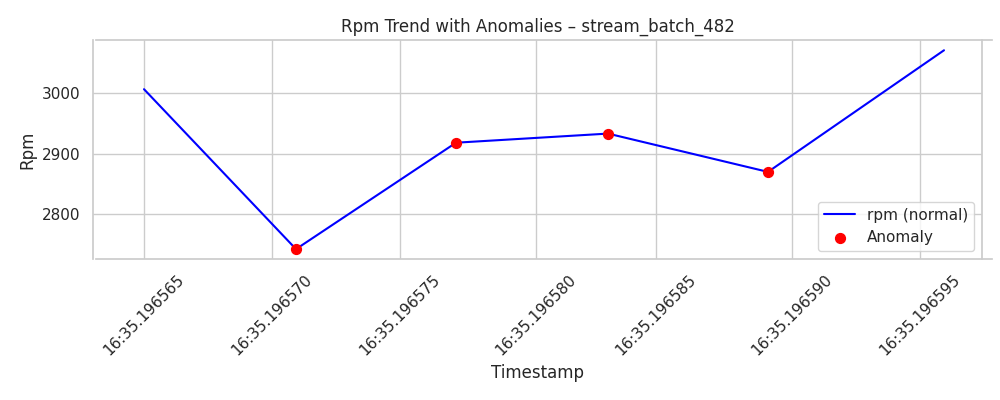 Rpm Trend with Anomalies – stream_batch_482
Rpm
3000
2900
2800
rpm (normal)
Anomaly
16:35.196565
16:35.196570
16:35.196575
16:35.196580
16:35.196585
16:35.196590
16:35.196595
Timestamp